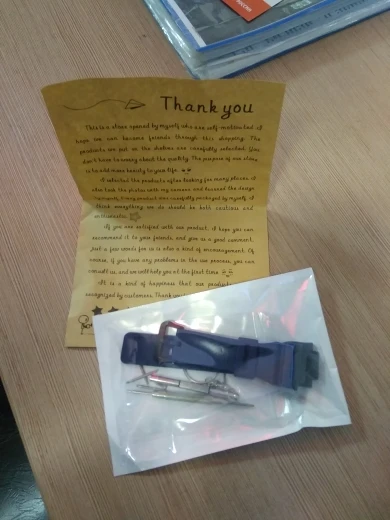 Thank you
This is a store opened by myself who are self-motivated. I
hope we can become friends through this shopping. The
products are put on the shelves are carefully selected. You
don't have to worry about the quality. The purpose of our store
is to add more beauty to your life.
I selected the products after looking for many places. I
also took the photos with my camera and learned the design
myself. Every product was carefully packaged by myself. I
think everything we do should be both cautious and
enthusiastic.
If you are satisfied with our product, I hope you can
recommend it to your friends, and give us a good comment,
just a few words for us is also a kind of encouragement. Of
course, if you have any problems in the use process, you can
consult us, and we will help you at the first time.
It is a kind of happiness that our products
recognized by customers. Thank